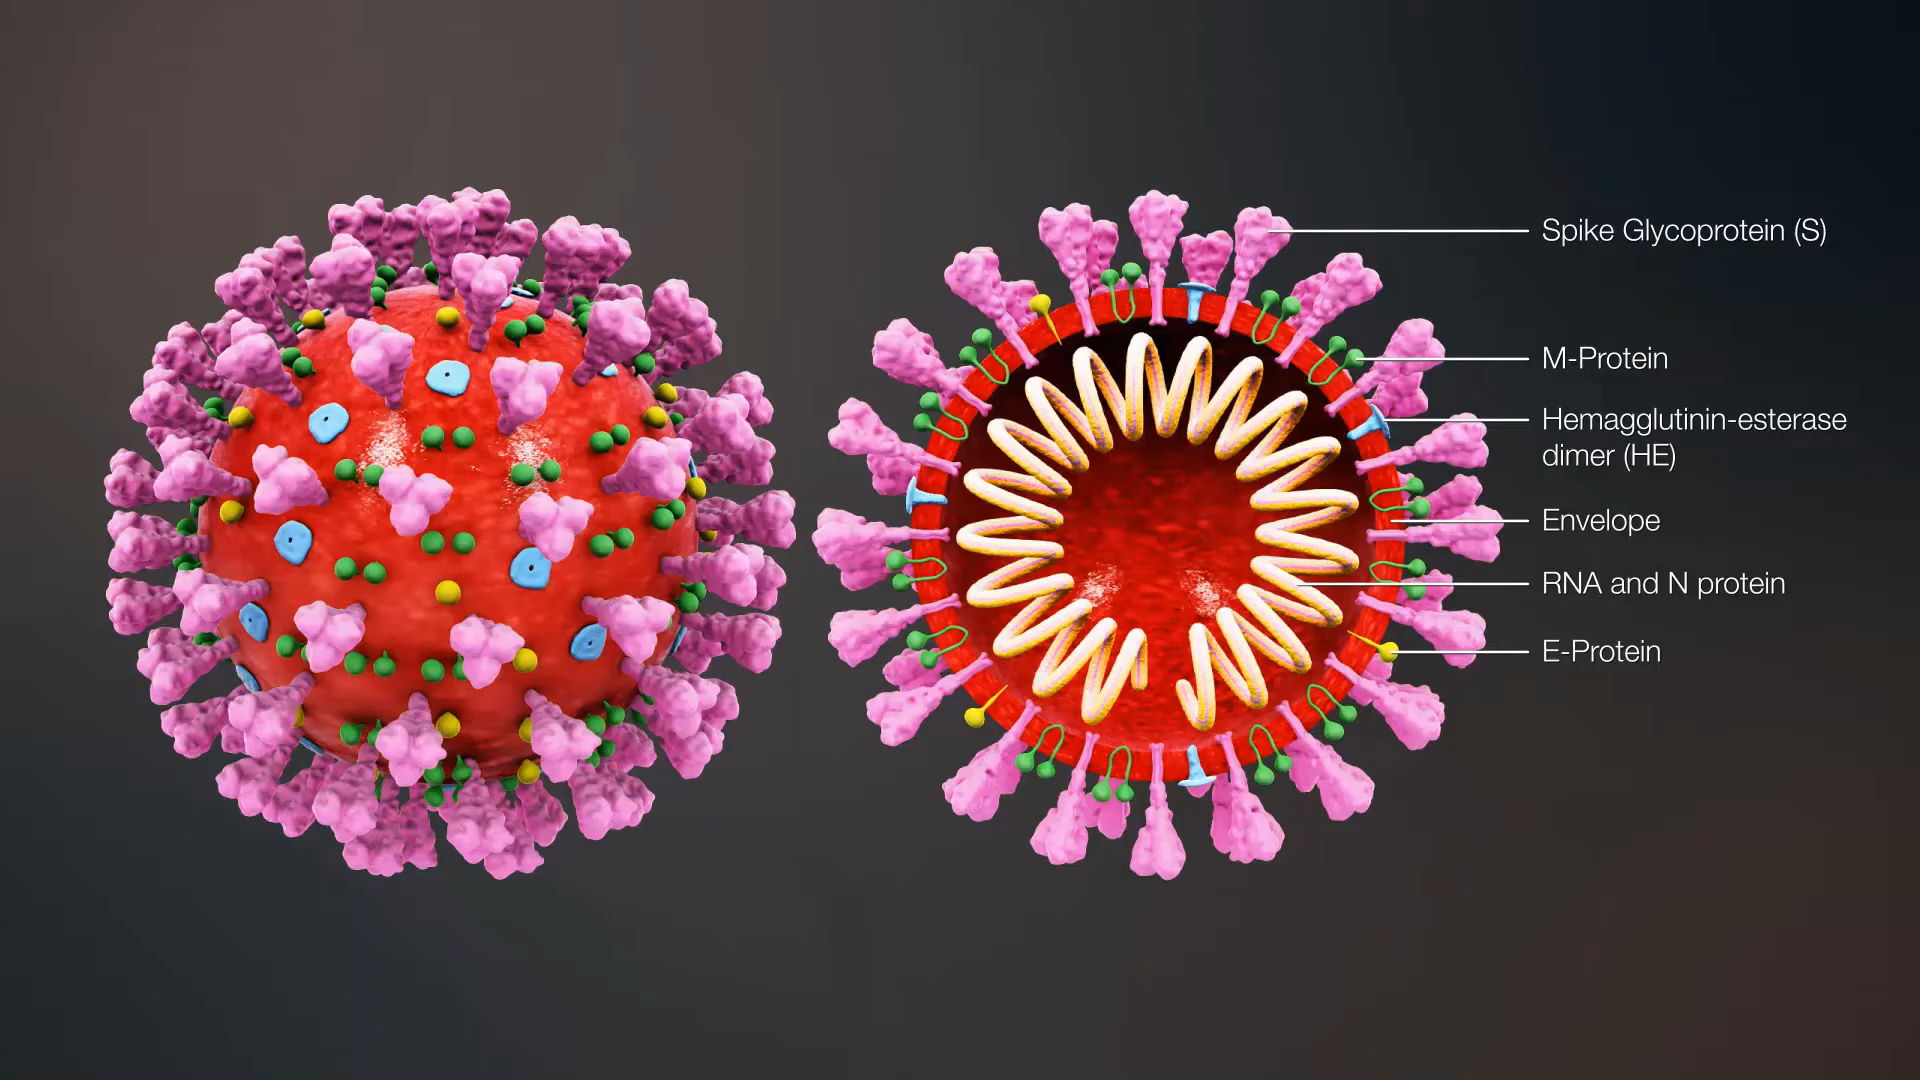 Spike Glycoprotein (S)
M-Protein
Hemagglutinin-esterase
dimer (HE)
Envelope
RNA and N protein
E-Protein